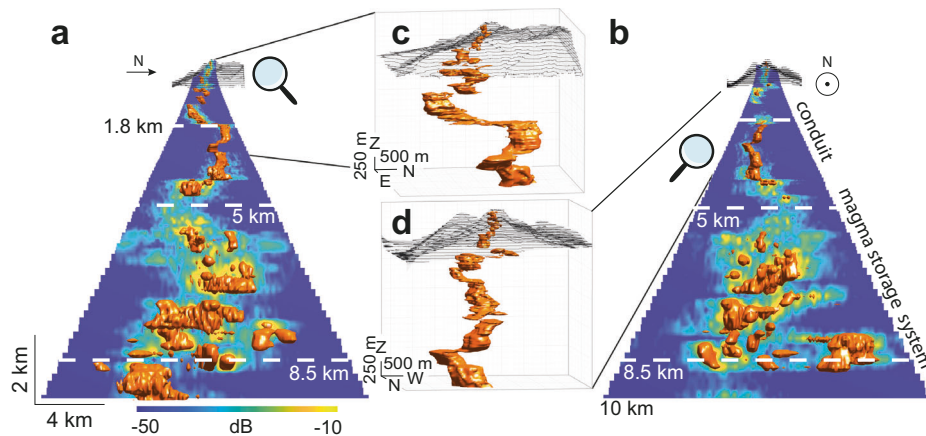 a
N
1.8 km
5 km
8.5 km
2 km
4 km
-50
dB
-10
c
250 m
Z
500 m
N
E
d
250 m
Z
500 m
W
N
b
N
conduit
magma storage system
5 km
8.5 km
10 km